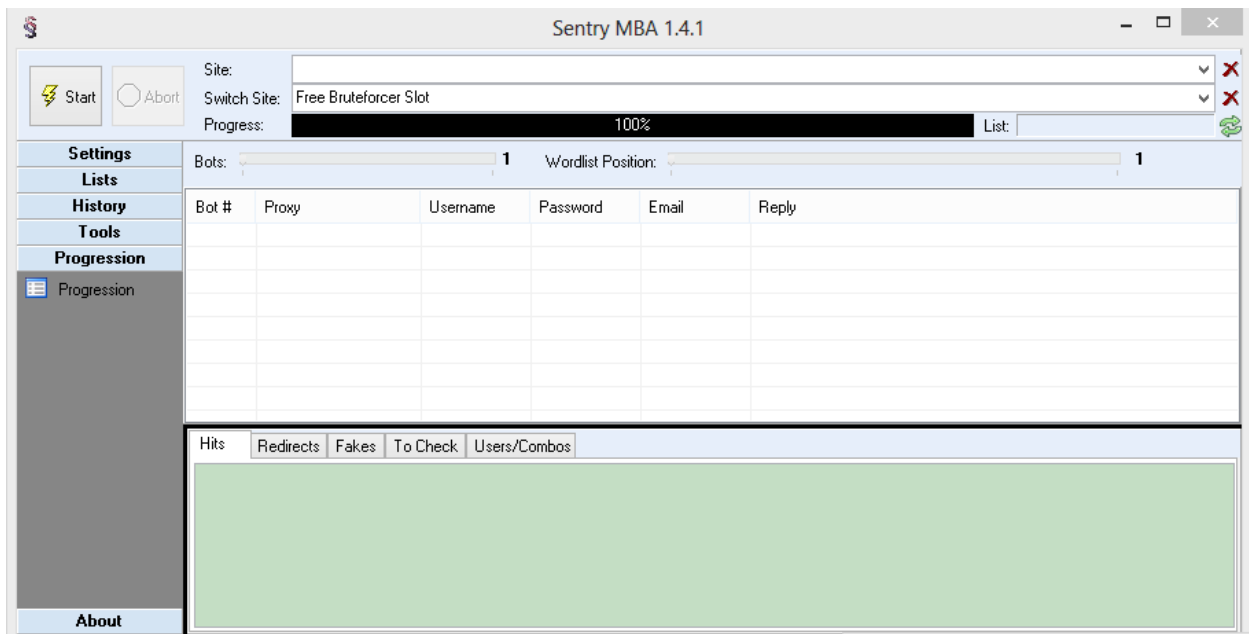 Sentry MBA 1.4.1
Start
Abort
Site:
Switch Site: Free Bruteforcer Slot
Progress: 100% List:
Settings
Lists
History
Tools
Progression
Progression
About
Bots: 1 Wordlist Position: 1
Bot # Proxy Username Password Email Reply
Hits Redirects Fakes To Check Users/Combos